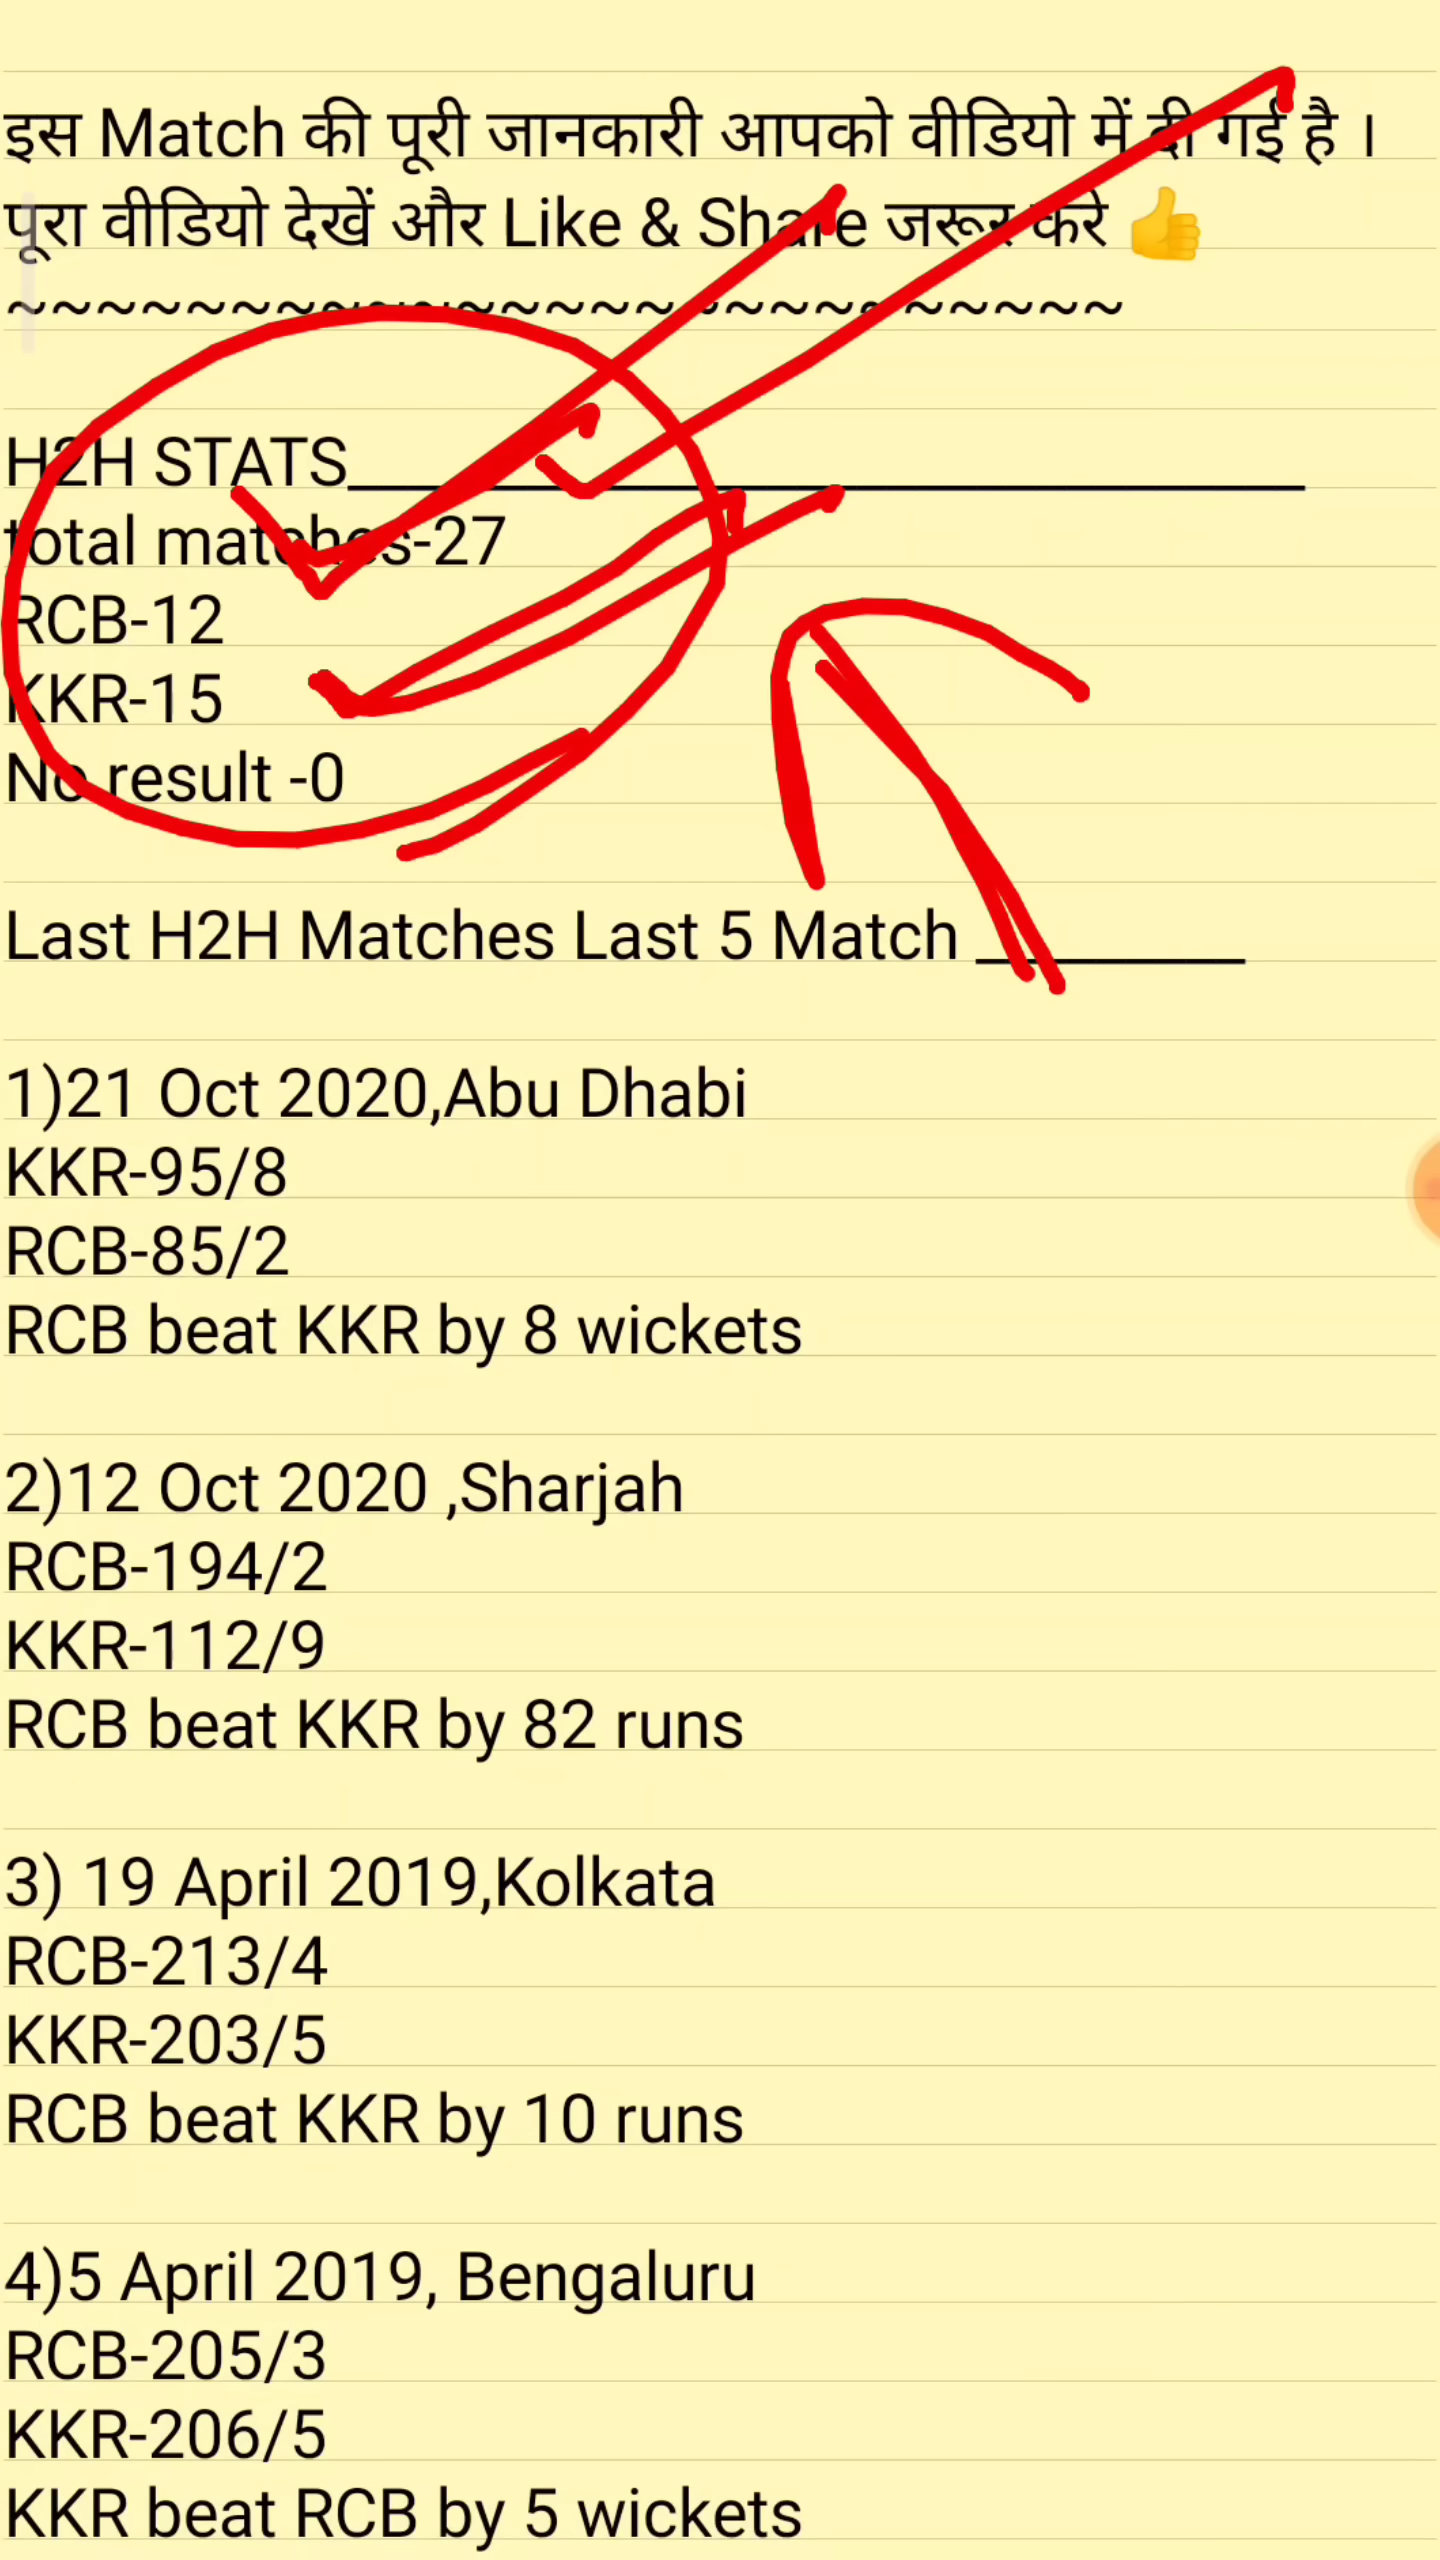 इस Match की पूरी जानकारी आपको वीडियो में दी गई है ।
पूरा वीडियो देखें और Like & Share जरूर करे 👍
~~~~~~~~~~~~~~~~~~~~~~~~~
H2H STATS____________________________
total matches-27
RCB-12
KKR-15
No result -0
Last H2H Matches Last 5 Match ________
1)21 Oct 2020,Abu Dhabi
KKR-95/8
RCB-85/2
RCB beat KKR by 8 wickets
2)12 Oct 2020 ,Sharjah
RCB-194/2
KKR-112/9
RCB beat KKR by 82 runs
3) 19 April 2019,Kolkata
RCB-213/4
KKR-203/5
RCB beat KKR by 10 runs
4)5 April 2019, Bengaluru
RCB-205/3
KKR-206/5
KKR beat RCB by 5 wickets